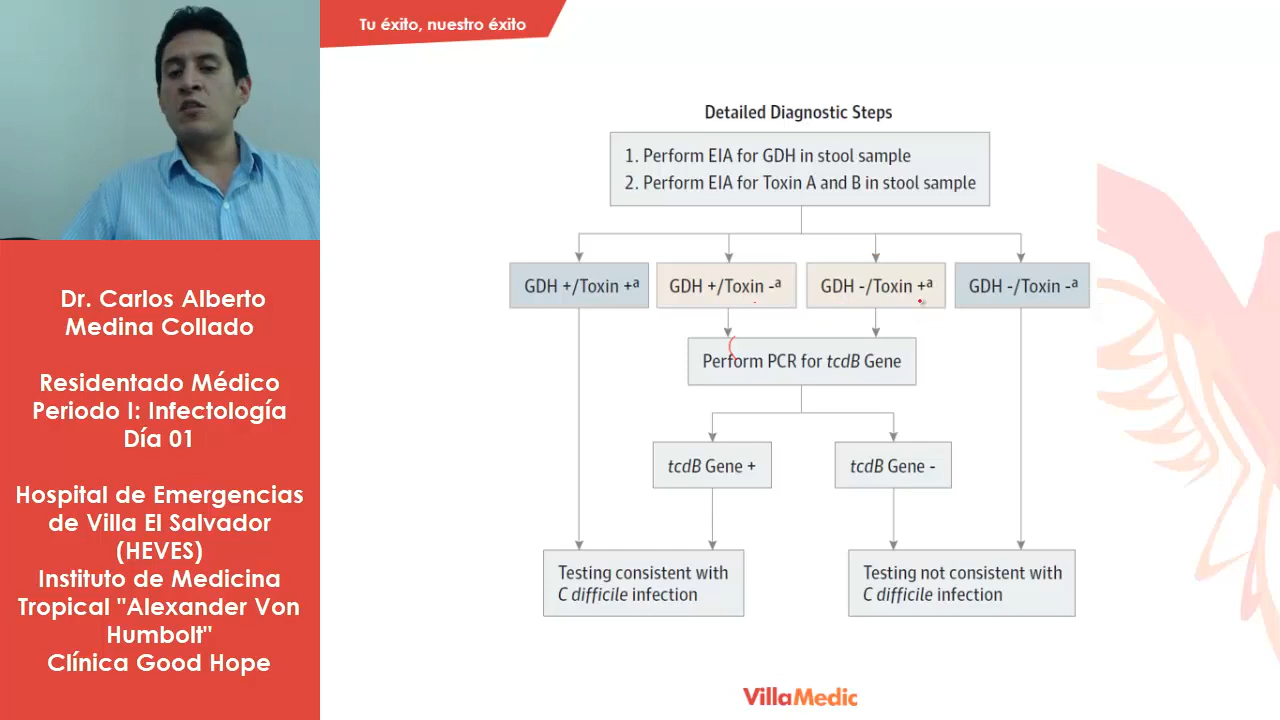 Tu éxito, nuestro éxito
Dr. Carlos Alberto
Medina Collado
Residentado Médico
Periodo I: Infectología
Día 01
Hospital de Emergencias
de Villa El Salvador
(HEVES)
Instituto de Medicina
Tropical "Alexander Von
Humbolt"
Clínica Good Hope
Detailed Diagnostic Steps
1. Perform EIA for GDH in stool sample
2. Perform EIA for Toxin A and B in stool sample
GDH +/Toxin +ª
GDH +/Toxin -ª
GDH -/Toxin +ª
GDH -/Toxin -ª
Perform PCR for tcdB Gene
tcdB Gene +
tcdB Gene -
Testing consistent with
C difficile infection
Testing not consistent with
C difficile infection
VillaMedic